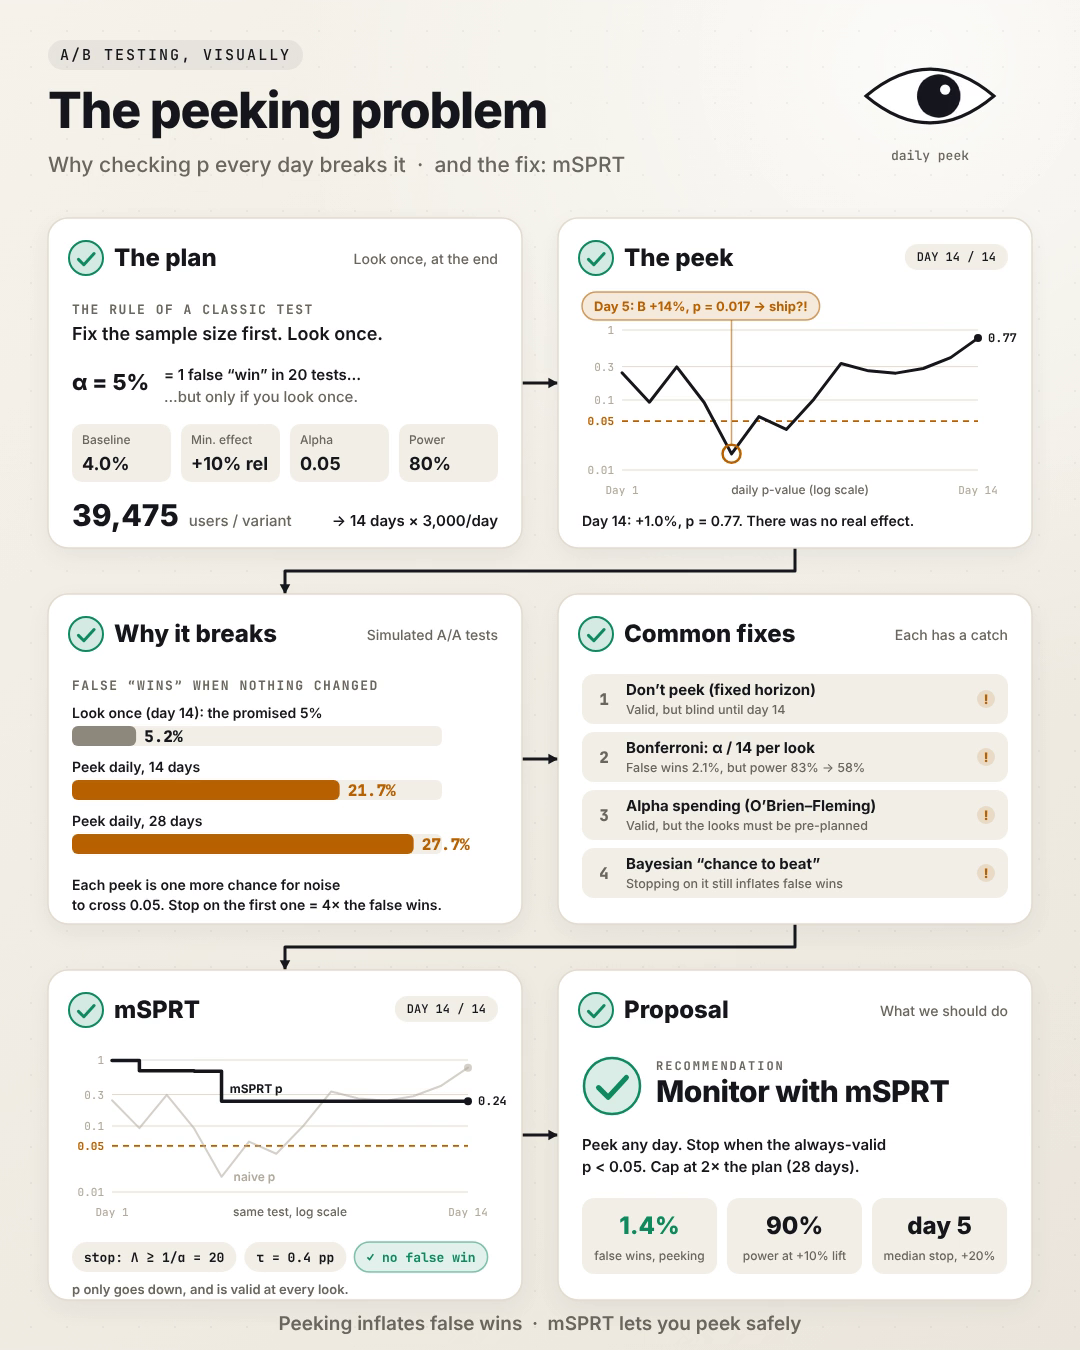 A/B TESTING, VISUALLY
The peeking problem
Why checking p every day breaks it · and the fix: mSPRT
daily peek
The plan
Look once, at the end
THE RULE OF A CLASSIC TEST
Fix the sample size first. Look once.
α = 5%
= 1 false “win” in 20 tests...
...but only if you look once.
Baseline
4.0%
Min. effect
+10% rel
Alpha
0.05
Power
80%
39,475 users / variant
→ 14 days × 3,000/day
The peek
DAY 14 / 14
Day 5: B +14%, p = 0.017 → ship?!
1
0.3
0.1
0.05
0.01
0.77
Day 1
daily p-value (log scale)
Day 14
Day 14: +1.0%, p = 0.77. There was no real effect.
Why it breaks
Simulated A/A tests
FALSE “WINS” WHEN NOTHING CHANGED
Look once (day 14): the promised 5%
5.2%
Peek daily, 14 days
21.7%
Peek daily, 28 days
27.7%
Each peek is one more chance for noise
to cross 0.05. Stop on the first one = 4× the false wins.
Common fixes
Each has a catch
1
Don’t peek (fixed horizon)
Valid, but blind until day 14
!
2
Bonferroni: α / 14 per look
False wins 2.1%, but power 83% → 58%
!
3
Alpha spending (O’Brien–Fleming)
Valid, but the looks must be pre-planned
!
4
Bayesian “chance to beat”
Stopping on it still inflates false wins
!
mSPRT
DAY 14 / 14
1
0.3
0.1
0.05
0.01
mSPRT p
0.24
naive p
Day 1
same test, log scale
Day 14
stop: Λ ≥ 1/α = 20
τ = 0.4 pp
✓ no false win
p only goes down, and is valid at every look.
Proposal
What we should do
RECOMMENDATION
Monitor with mSPRT
Peek any day. Stop when the always-valid
p < 0.05. Cap at 2× the plan (28 days).
1.4%
false wins, peeking
90%
power at +10% lift
day 5
median stop, +20%
Peeking inflates false wins · mSPRT lets you peek safely